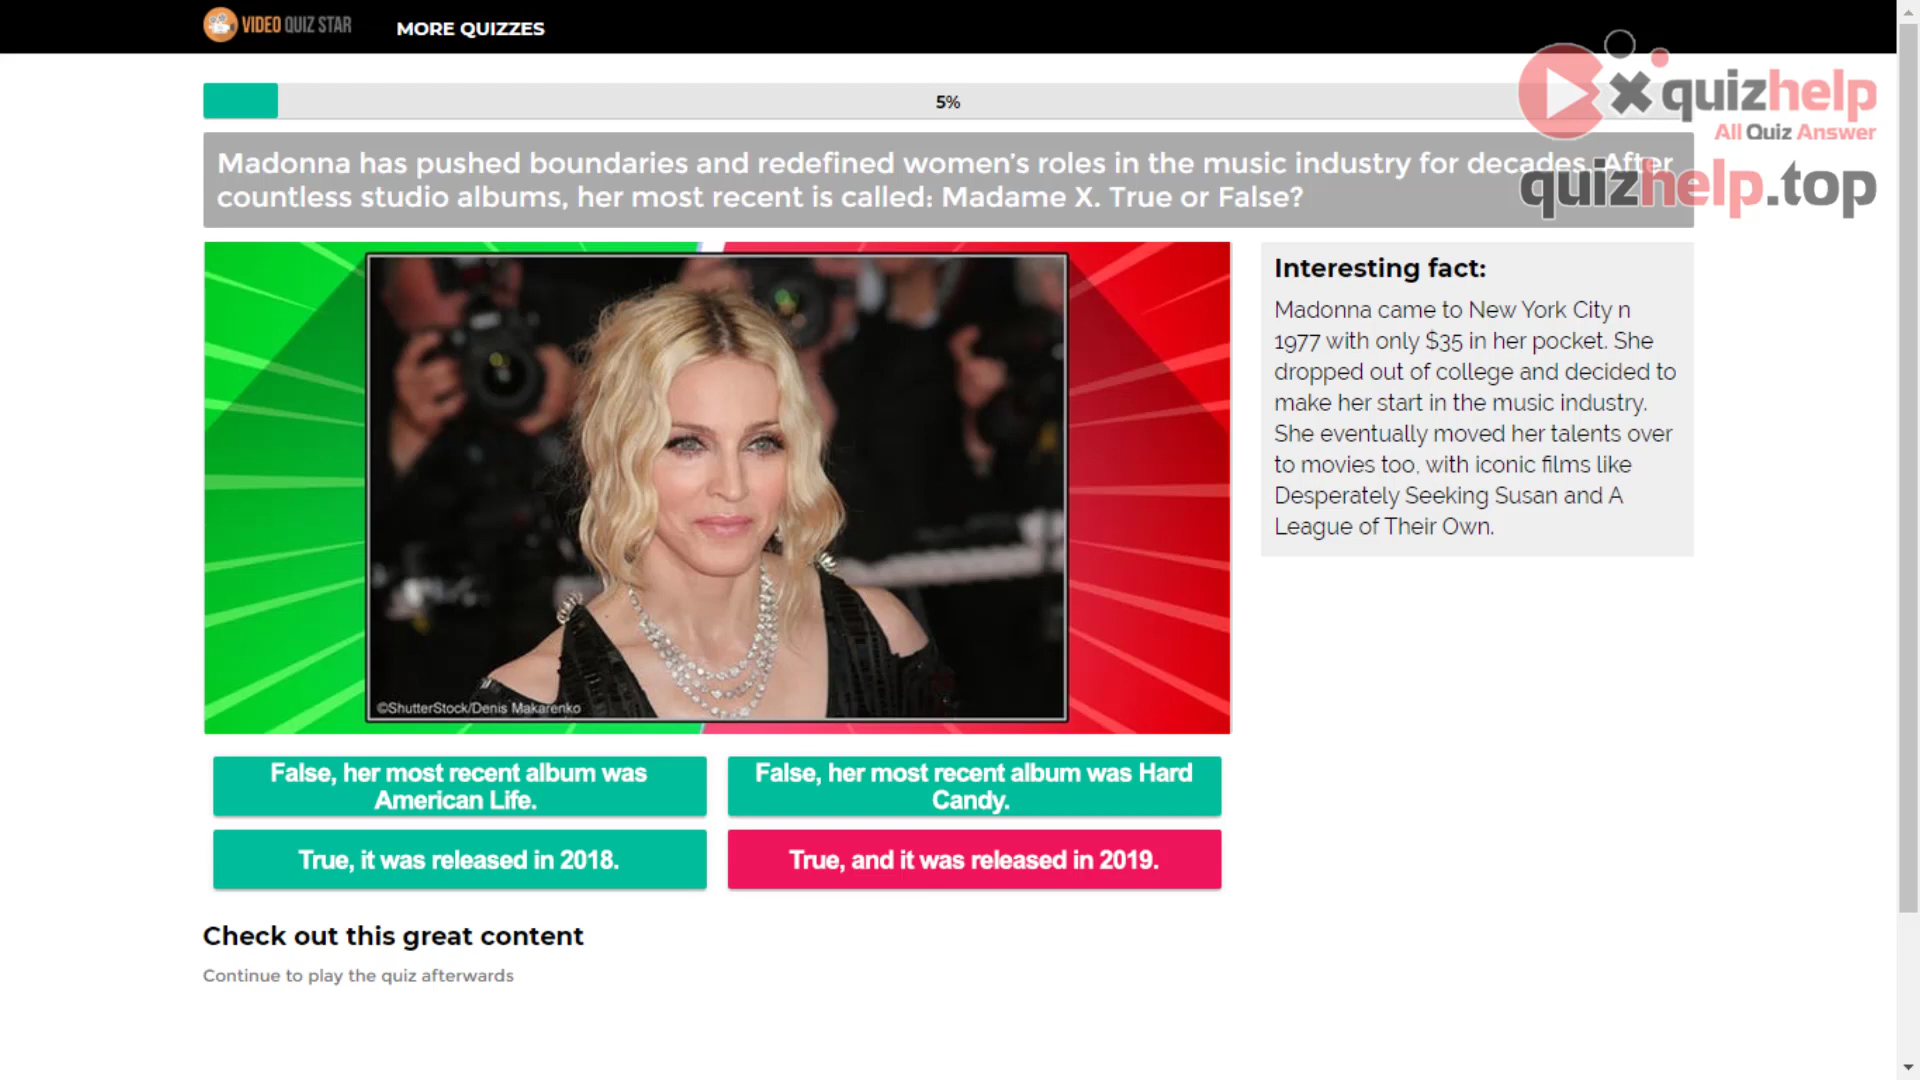 VIDEO QUIZ STAR
MORE QUIZZES
5%
quizhelp
All Quiz Answer
quizhelp.top
Madonna has pushed boundaries and redefined women's roles in the music industry for decades. After
countless studio albums, her most recent is called: Madame X. True or False?
©ShutterStock/Denis Makarenko
Interesting fact:
Madonna came to New York City n
1977 with only $35 in her pocket. She
dropped out of college and decided to
make her start in the music industry.
She eventually moved her talents over
to movies too, with iconic films like
Desperately Seeking Susan and A
League of Their Own.
False, her most recent album was
American Life.
False, her most recent album was Hard
Candy.
True, it was released in 2018.
True, and it was released in 2019.
Check out this great content
Continue to play the quiz afterwards